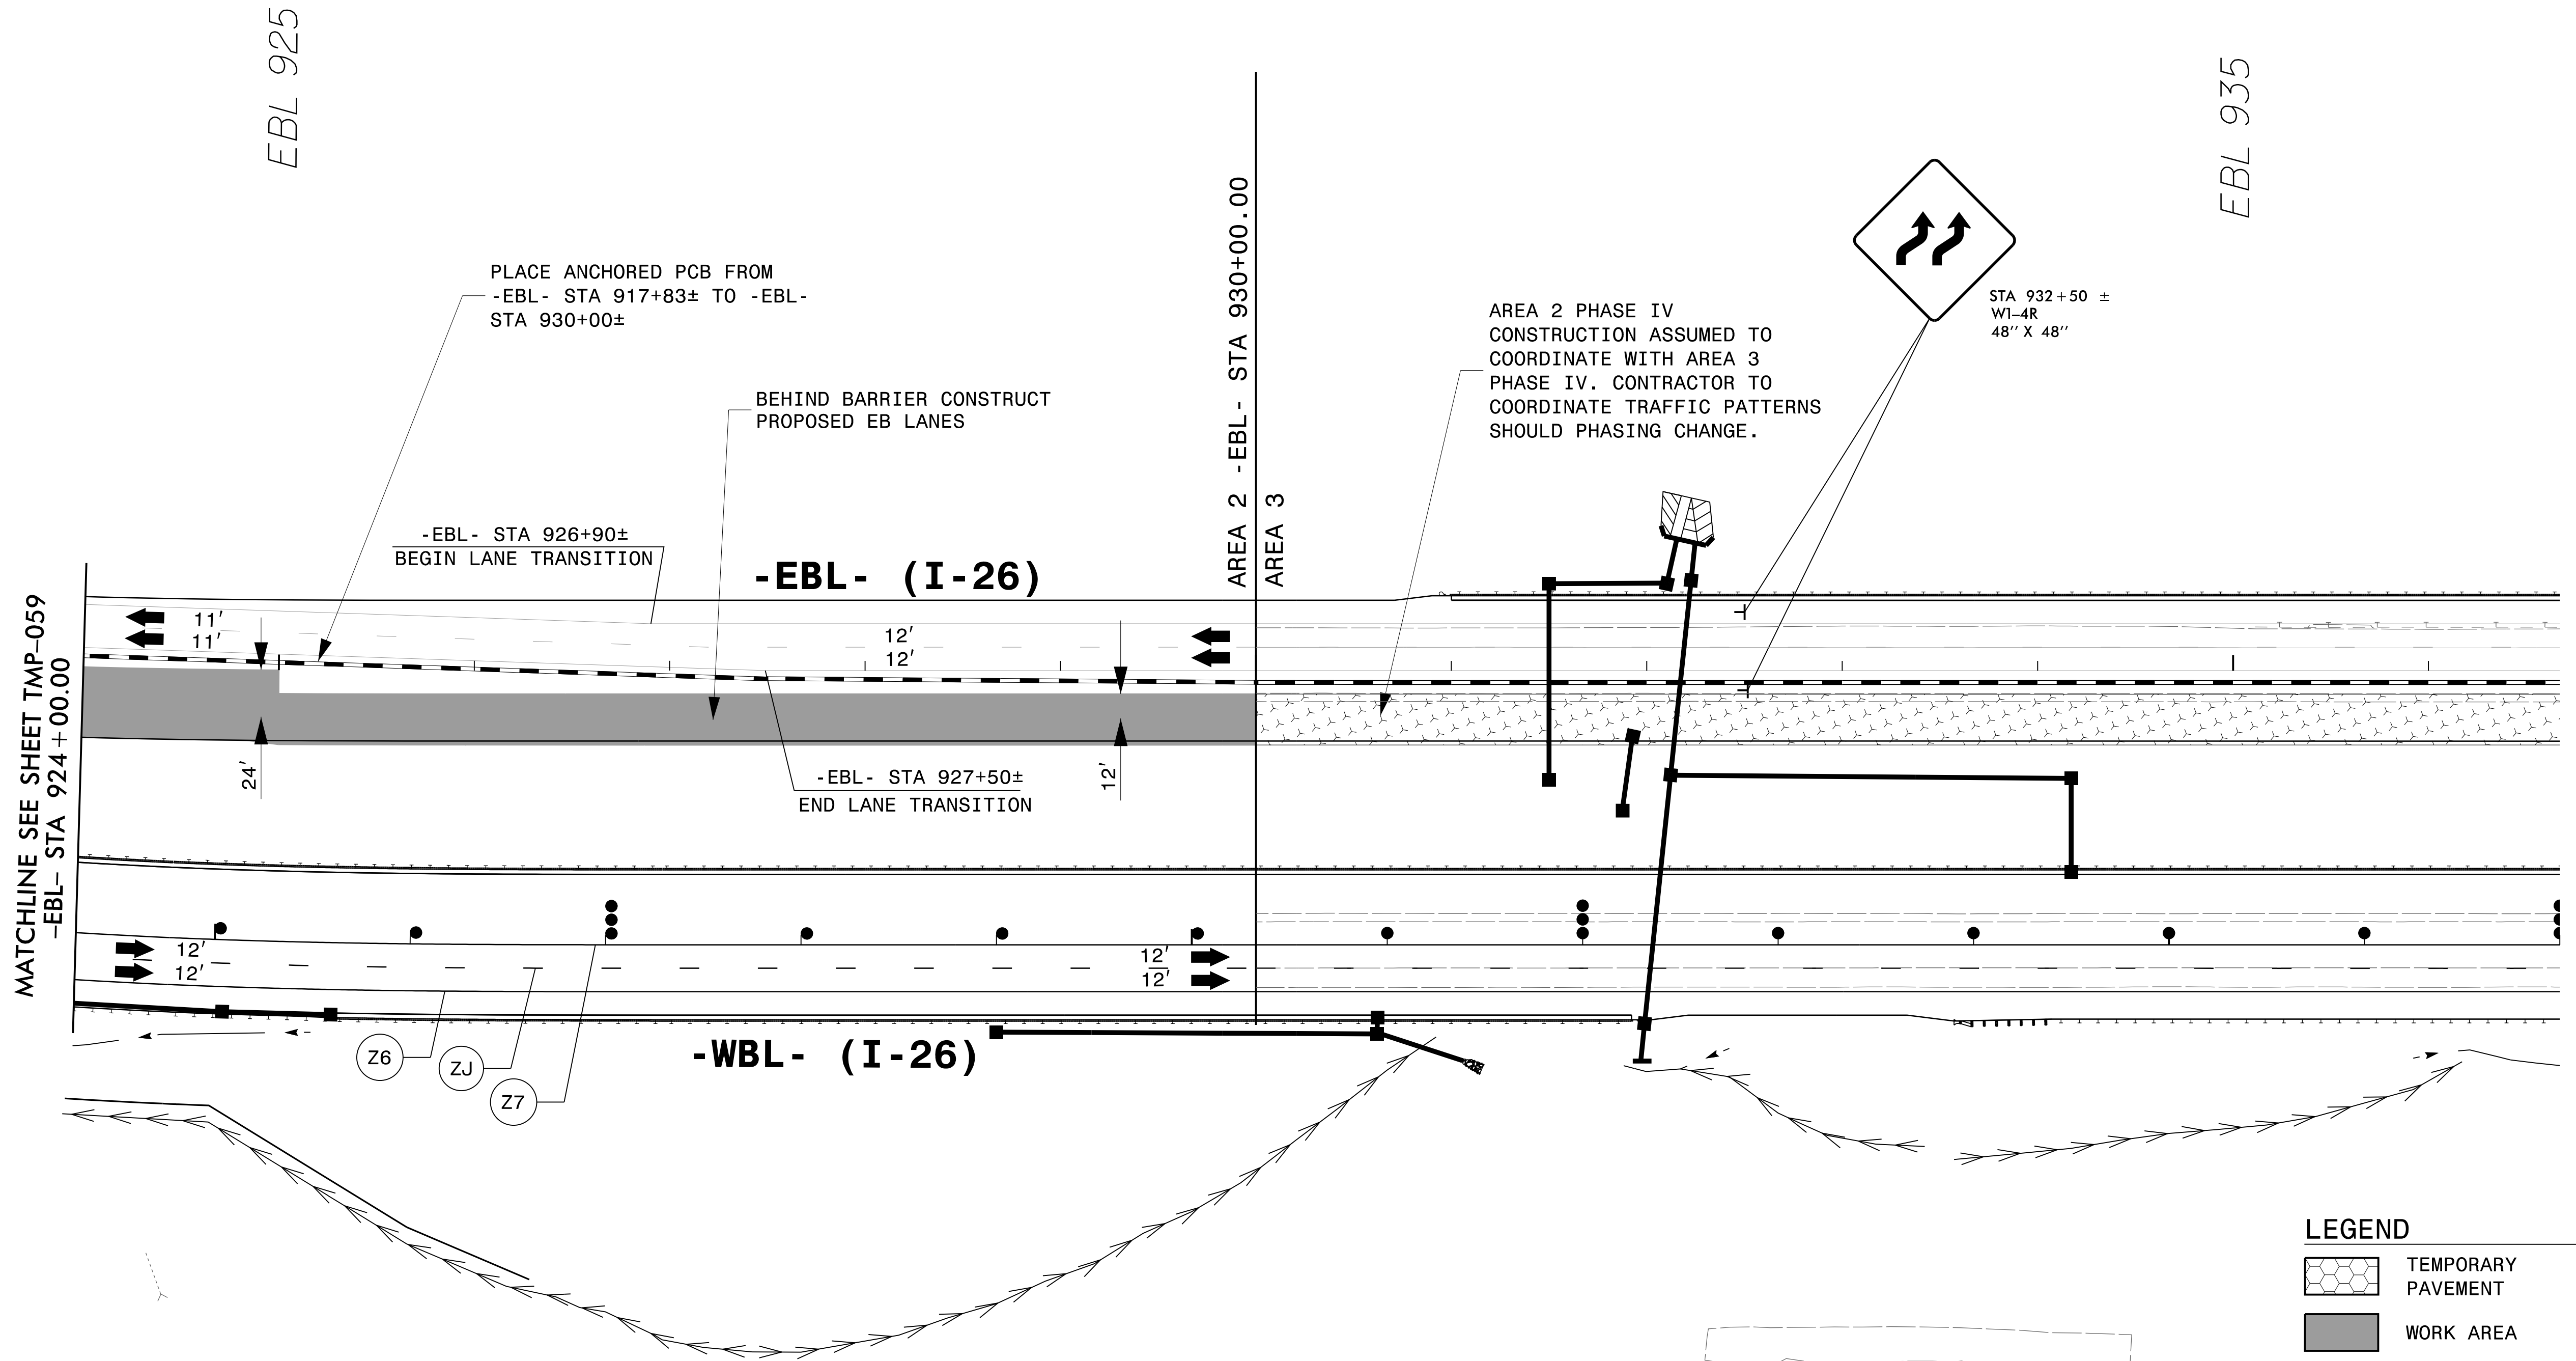 EBL 925
EBL 935
PLACE ANCHORED PCB FROM
-EBL- STA 917+83± TO -EBL-
STA 930+00±
BEHIND BARRIER CONSTRUCT
PROPOSED EB LANES
AREA 2 -EBL- STA 930+00.00
AREA 3
AREA 2 PHASE IV
CONSTRUCTION ASSUMED TO
COORDINATE WITH AREA 3
PHASE IV. CONTRACTOR TO
COORDINATE TRAFFIC PATTERNS
SHOULD PHASING CHANGE.
STA 932+50 ±
W1-4R
48'' X 48''
-EBL- STA 926+90±
BEGIN LANE TRANSITION
-EBL- (I-26)
MATCHLINE SEE SHEET TMP-059
-EBL- STA 924+00.00
11'
11'
12'
12'
24'
12'
-EBL- STA 927+50±
END LANE TRANSITION
12'
12'
12'
12'
Z6
ZJ
Z7
-WBL- (I-26)
LEGEND
TEMPORARY
PAVEMENT
WORK AREA